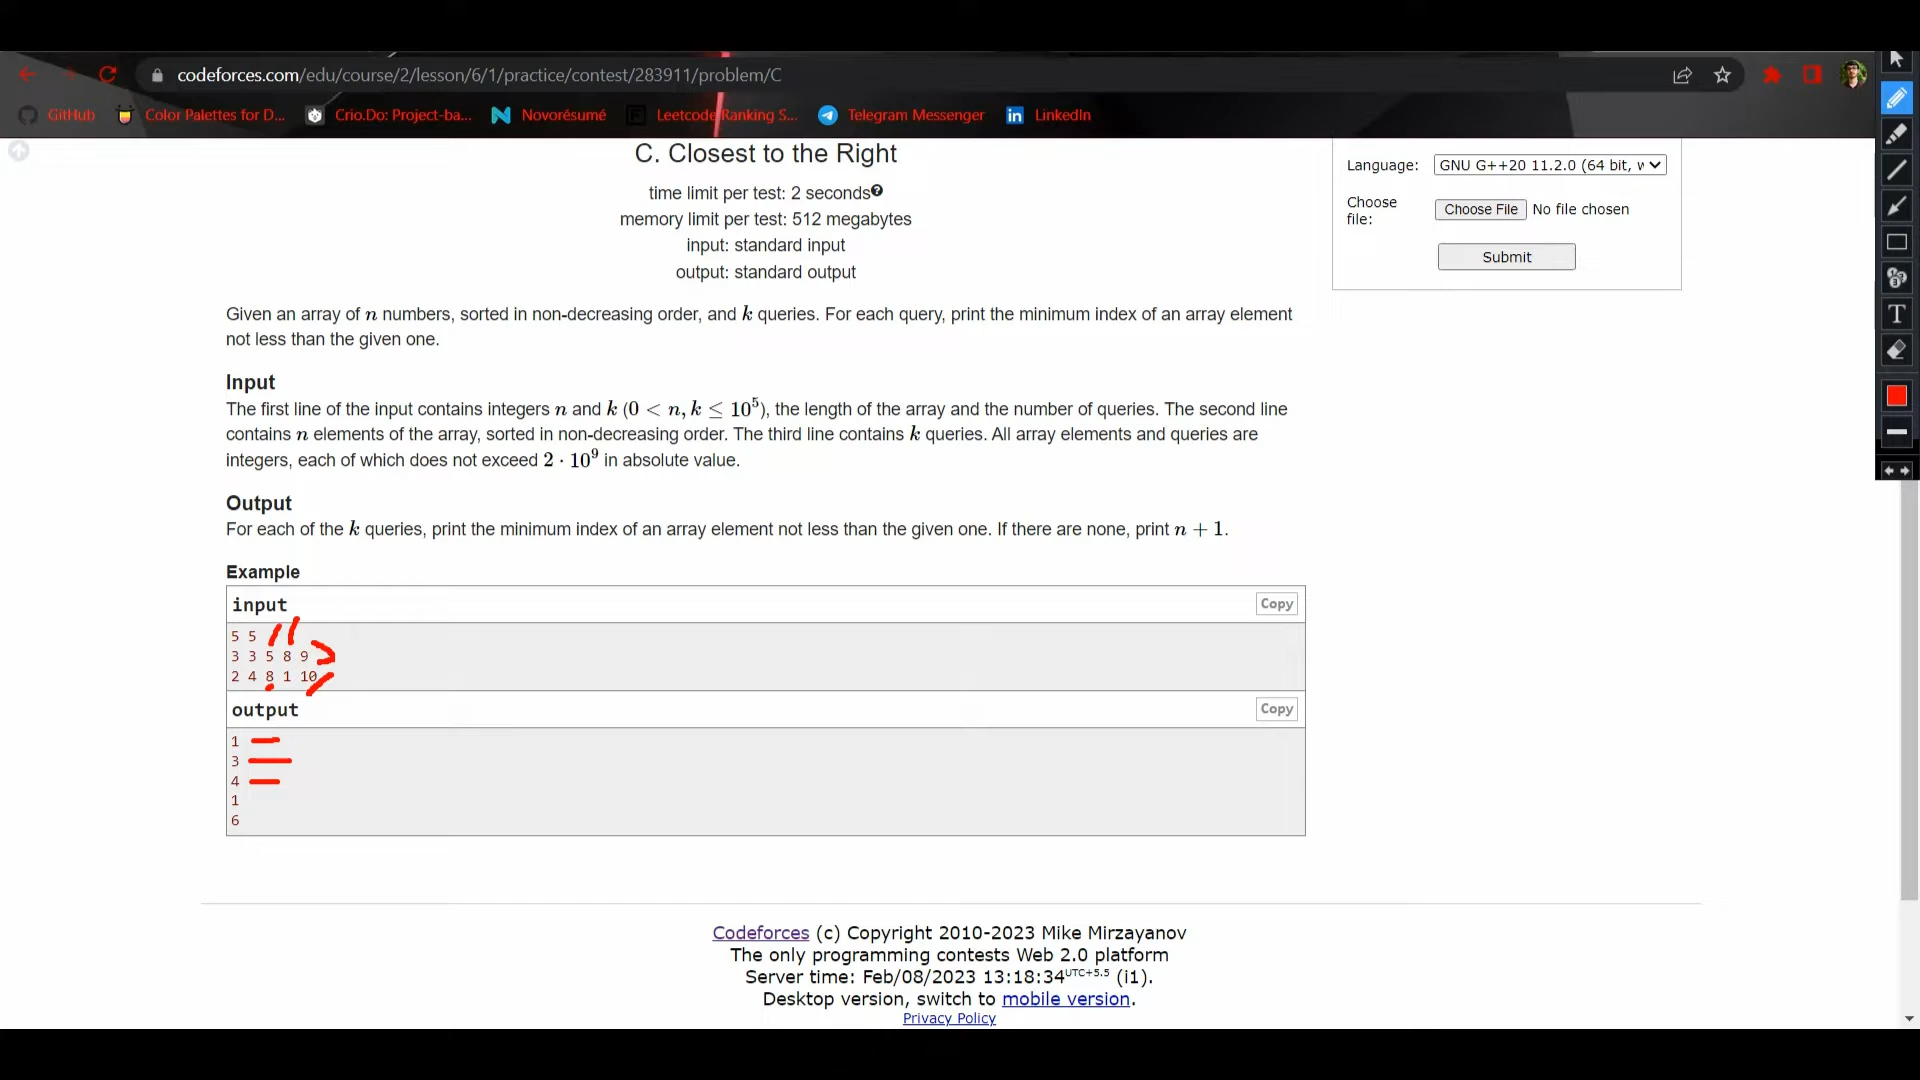 codeforces.com/edu/course/2/lesson/6/1/practice/contest/283911/problem/C
GitHub Color Palettes for D... Crio.Do: Project-ba... Novorésumé Leetcode Ranking S... Telegram Messenger LinkedIn
C. Closest to the Right
time limit per test: 2 seconds
memory limit per test: 512 megabytes
input: standard input
output: standard output
Language: GNU G++20 11.2.0 (64 bit, w
Choose file: Choose File No file chosen
Submit
Given an array of n numbers, sorted in non-decreasing order, and k queries. For each query, print the minimum index of an array element
not less than the given one.
Input
The first line of the input contains integers n and k (0 < n, k ≤ 10⁵), the length of the array and the number of queries. The second line
contains n elements of the array, sorted in non-decreasing order. The third line contains k queries. All array elements and queries are
integers, each of which does not exceed 2 · 10⁹ in absolute value.
Output
For each of the k queries, print the minimum index of an array element not less than the given one. If there are none, print n + 1.
Example
input Copy
5 5
3 3 5 8 9
2 4 8 1 10
output Copy
1
3
4
1
6
Codeforces (c) Copyright 2010-2023 Mike Mirzayanov
The only programming contests Web 2.0 platform
Server time: Feb/08/2023 13:18:34 UTC+5.5 (i1).
Desktop version, switch to mobile version.
Privacy Policy